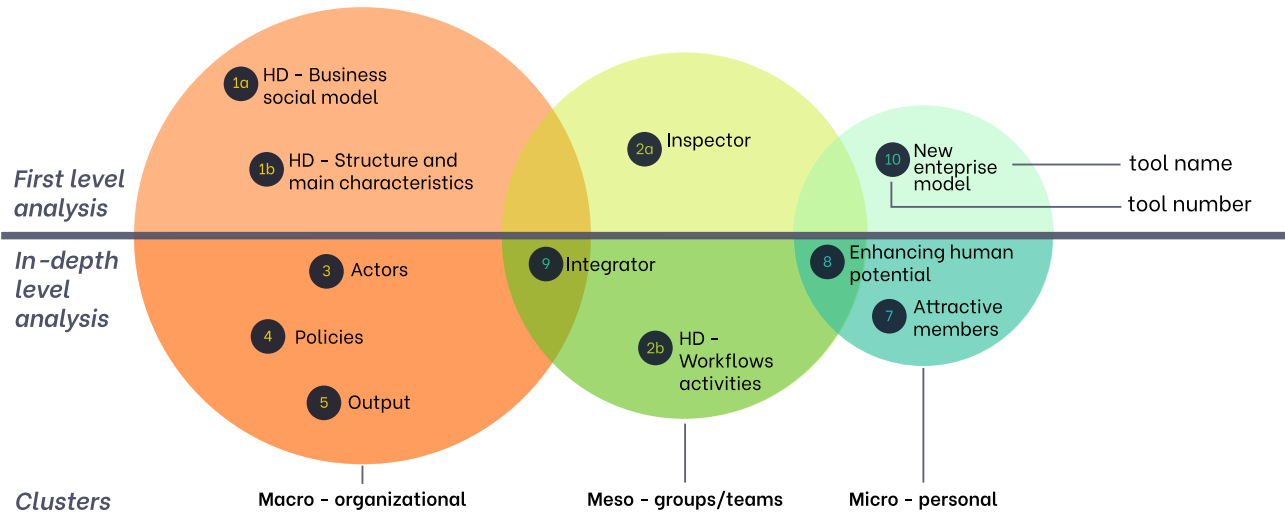 1a
HD - Business
social model
1b
HD - Structure and
main characteristics
2a
Inspector
10
New
enteprise
model
tool name
tool number
First level
analysis
In-depth
level
analysis
3
Actors
4
Policies
5
Output
9
Integrator
2b
HD -
Workflows
activities
8
Enhancing human
potential
7
Attractive
members
Clusters
Macro - organizational
Meso - groups/teams
Micro - personal